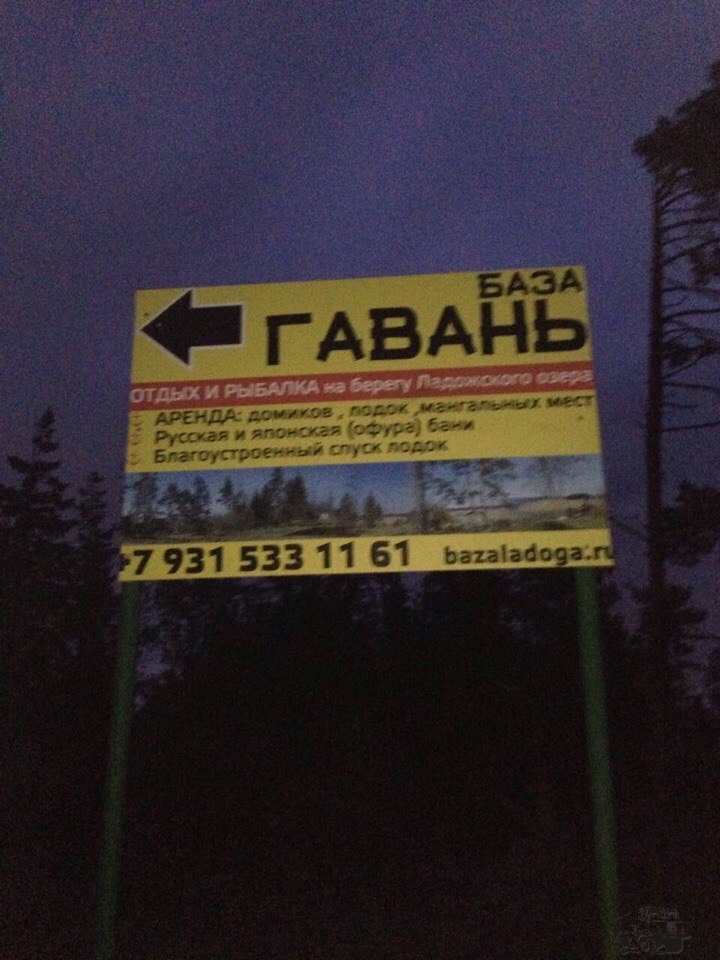 БАЗА
ГАВАНЬ
ОТДЫХ И РЫБАЛКА на берегу Ладожского озера
АРЕНДА: домиков , лодок ,мангальных мест
Русская и японская (офура) бани
Благоустроенный спуск лодок
+7 931 533 11 61 bazaladoga.ru